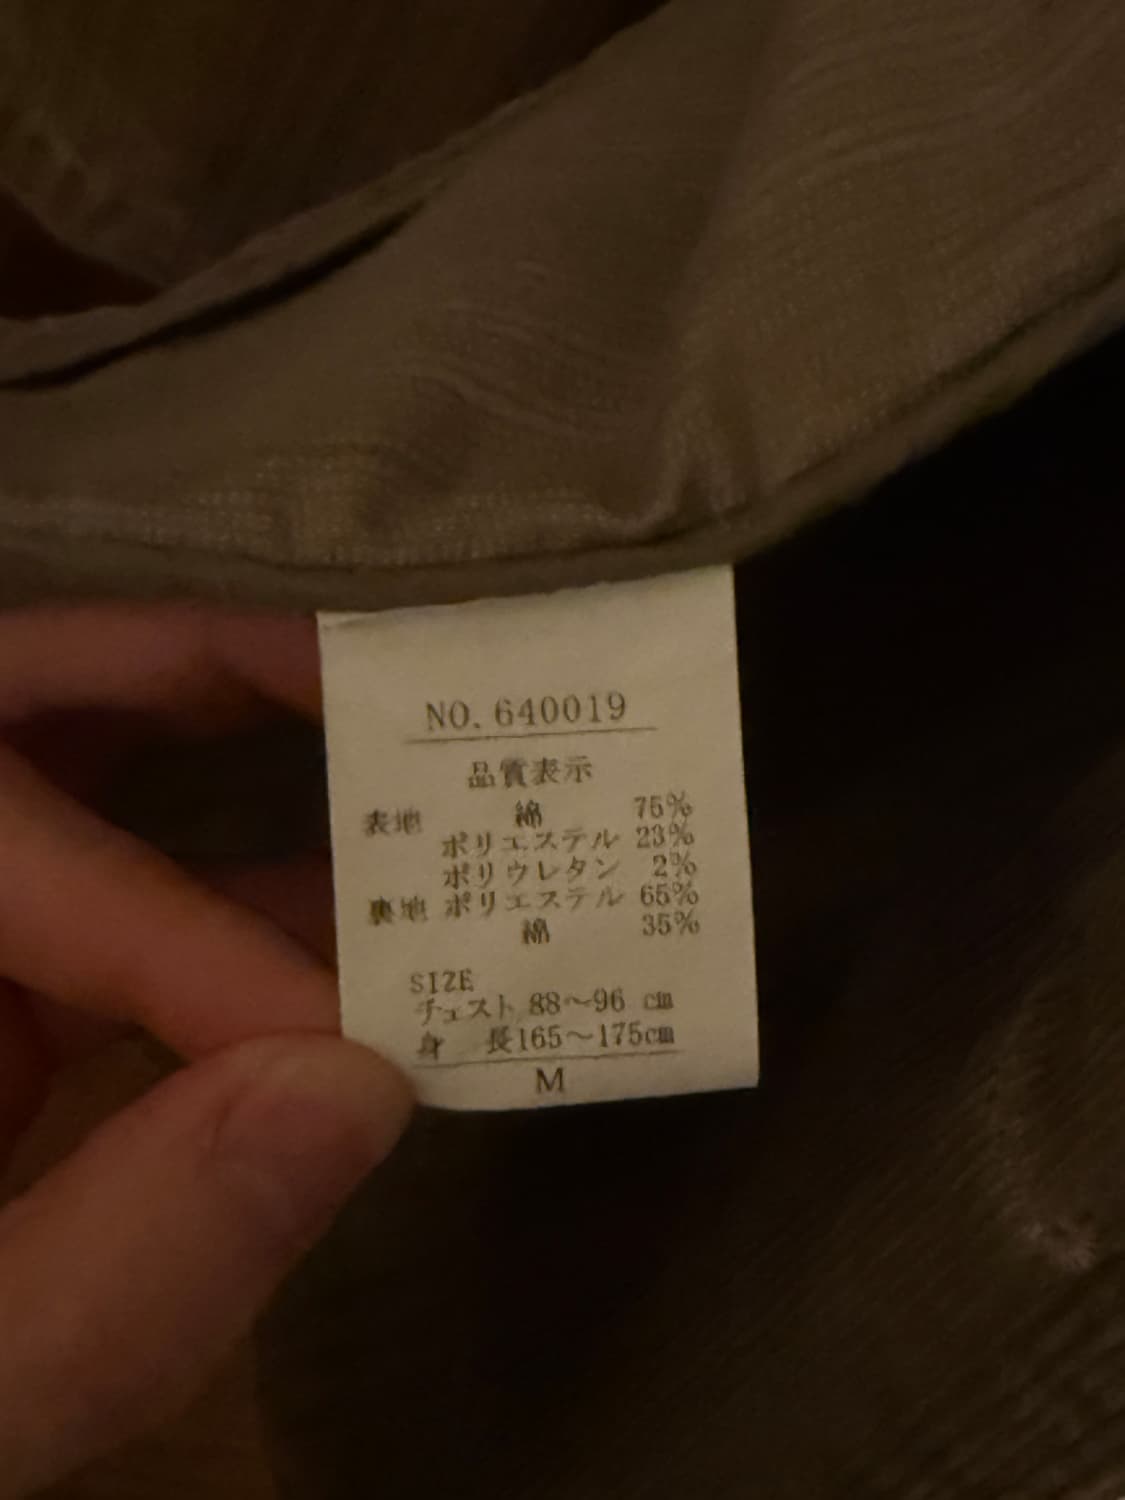 NO. 640019
品質表示
表地 綿 75%
ポリエステル 23%
ポリウレタン 2%
裏地 ポリエステル 65%
綿 35%
SIZE
チェスト 88～96 cm
身 長165～175cm
M